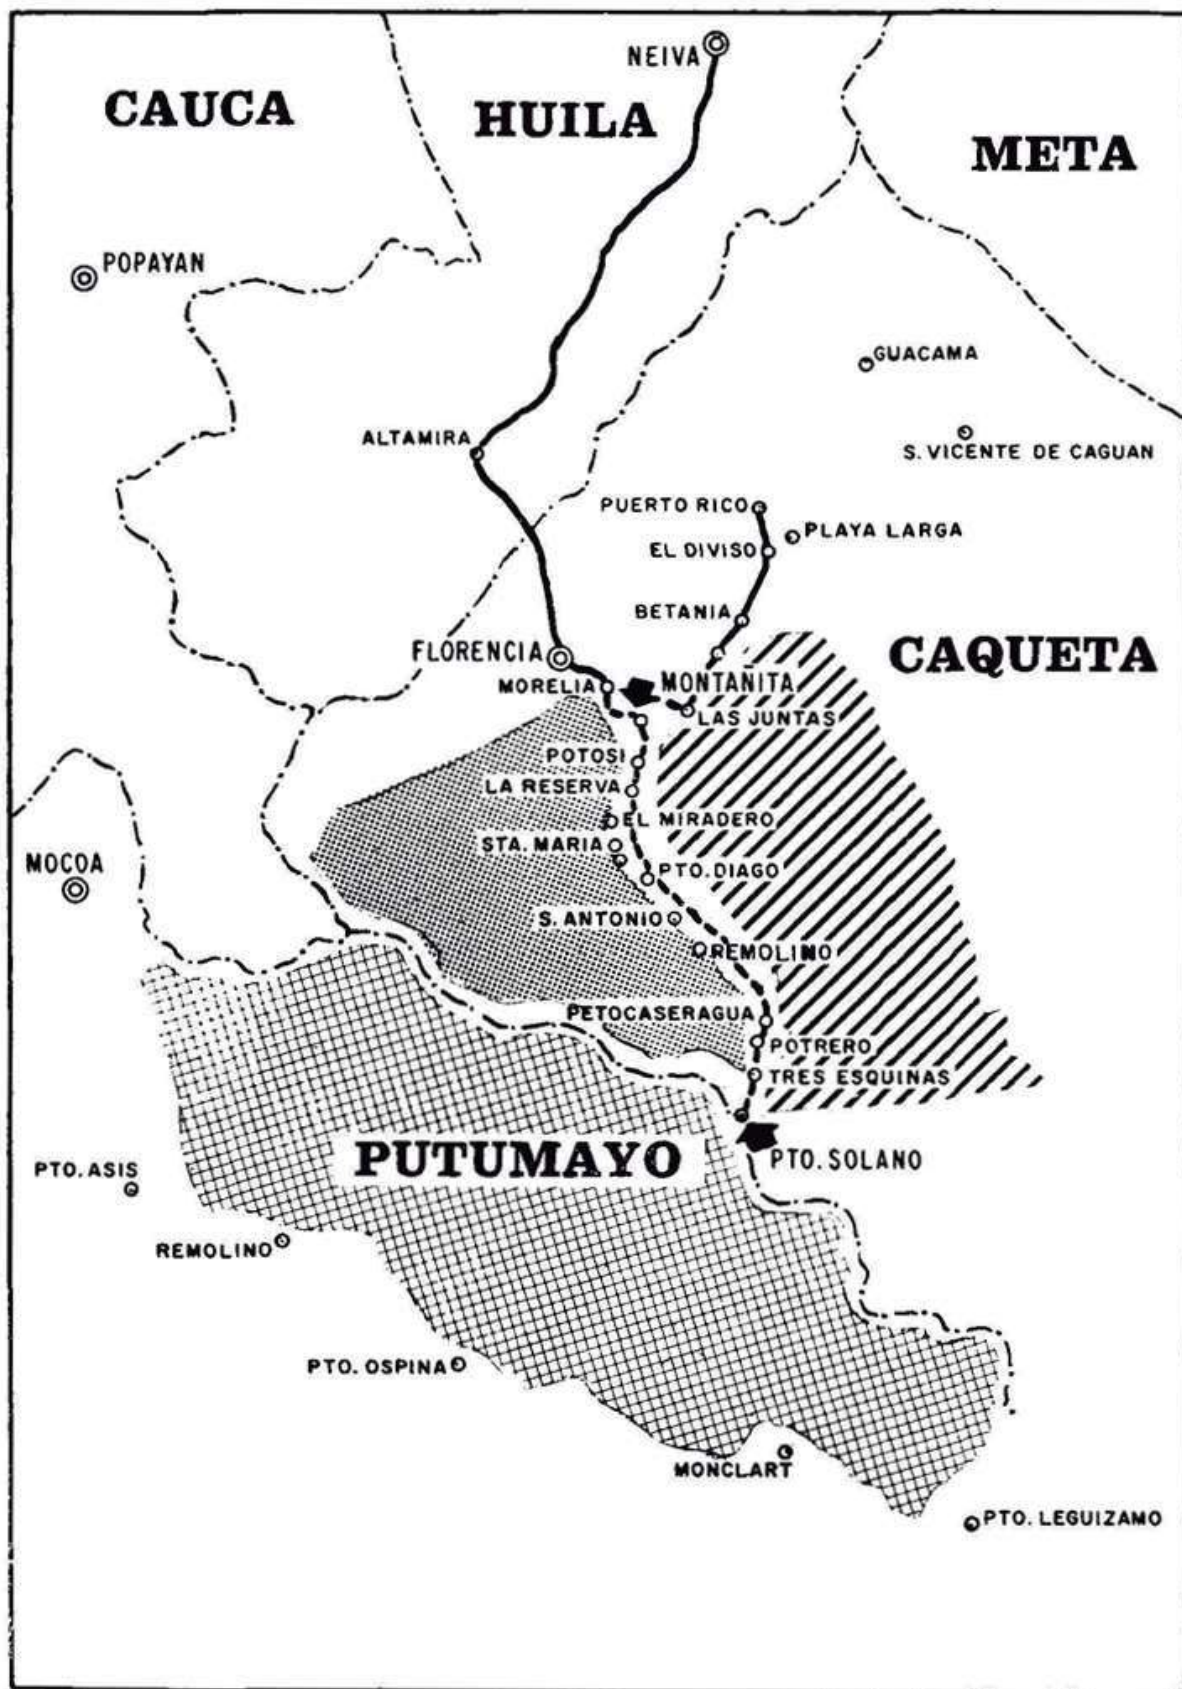 NEIVA
CAUCA
HUILA
META
POPAYAN
GUACAMA
ALTAMIRA
S. VICENTE DE CAGUAN
PUERTO RICO
PLAYA LARGA
EL DIVISO
BETANIA
FLORENCIA
CAQUETA
MORELIA
MONTAÑITA
LAS JUNTAS
POTOSI
LA RESERVA
EL MIRADERO
STA. MARIA
MOCOA
PTO. DIAGO
S. ANTONIO
REMOLINO
PETOCASERAGUA
POTRERO
TRES ESQUINAS
PUTUMAYO
PTO. SOLANO
PTO. ASIS
REMOLINO
PTO. OSPINA
MONCLART
PTO. LEGUIZAMO